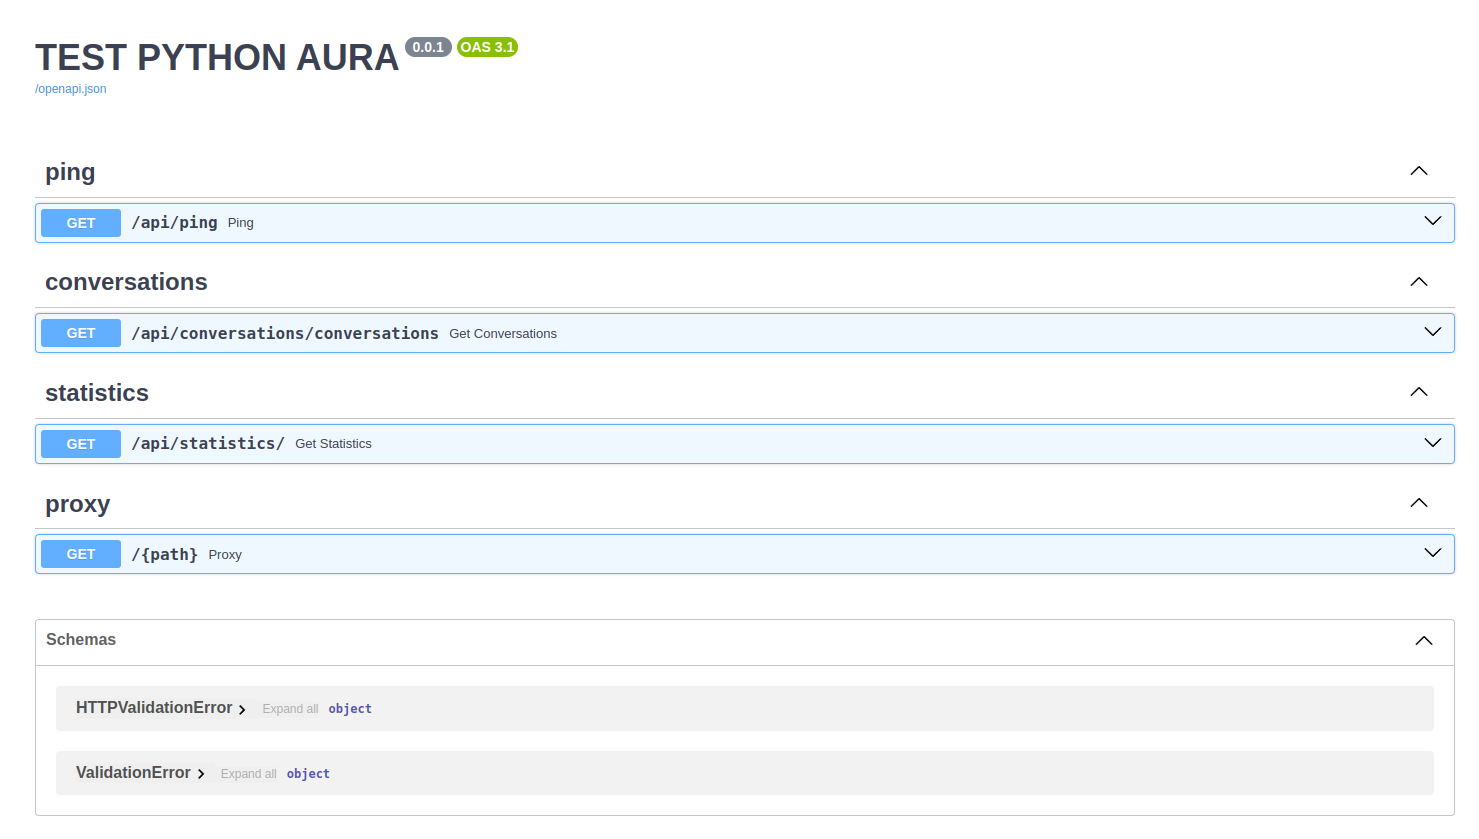 TEST PYTHON AURA 0.0.1 OAS 3.1
/openapi.json
ping
GET /api/ping Ping
conversations
GET /api/conversations/conversations Get Conversations
statistics
GET /api/statistics/ Get Statistics
proxy
GET /{path} Proxy
Schemas
HTTPValidationError Expand all object
ValidationError Expand all object